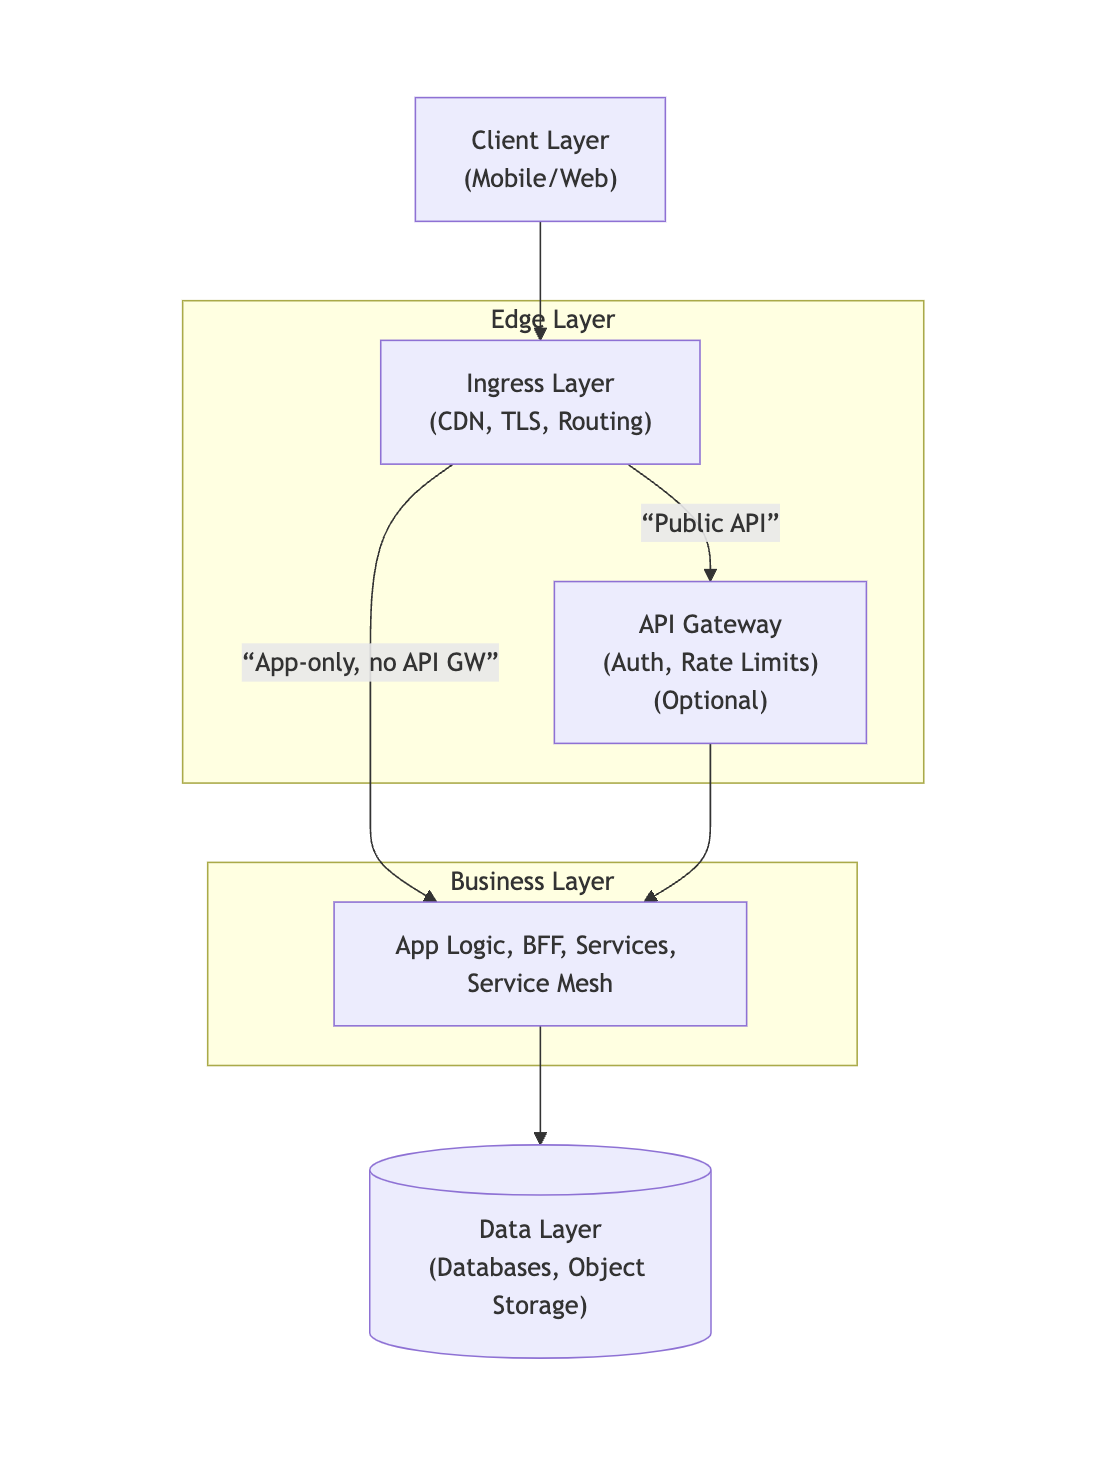 Client Layer
(Mobile/Web)
Edge Layer
Ingress Layer
(CDN, TLS, Routing)
“Public API”
“App-only, no API GW”
API Gateway
(Auth, Rate Limits)
(Optional)
Business Layer
App Logic, BFF, Services,
Service Mesh
Data Layer
(Databases, Object
Storage)